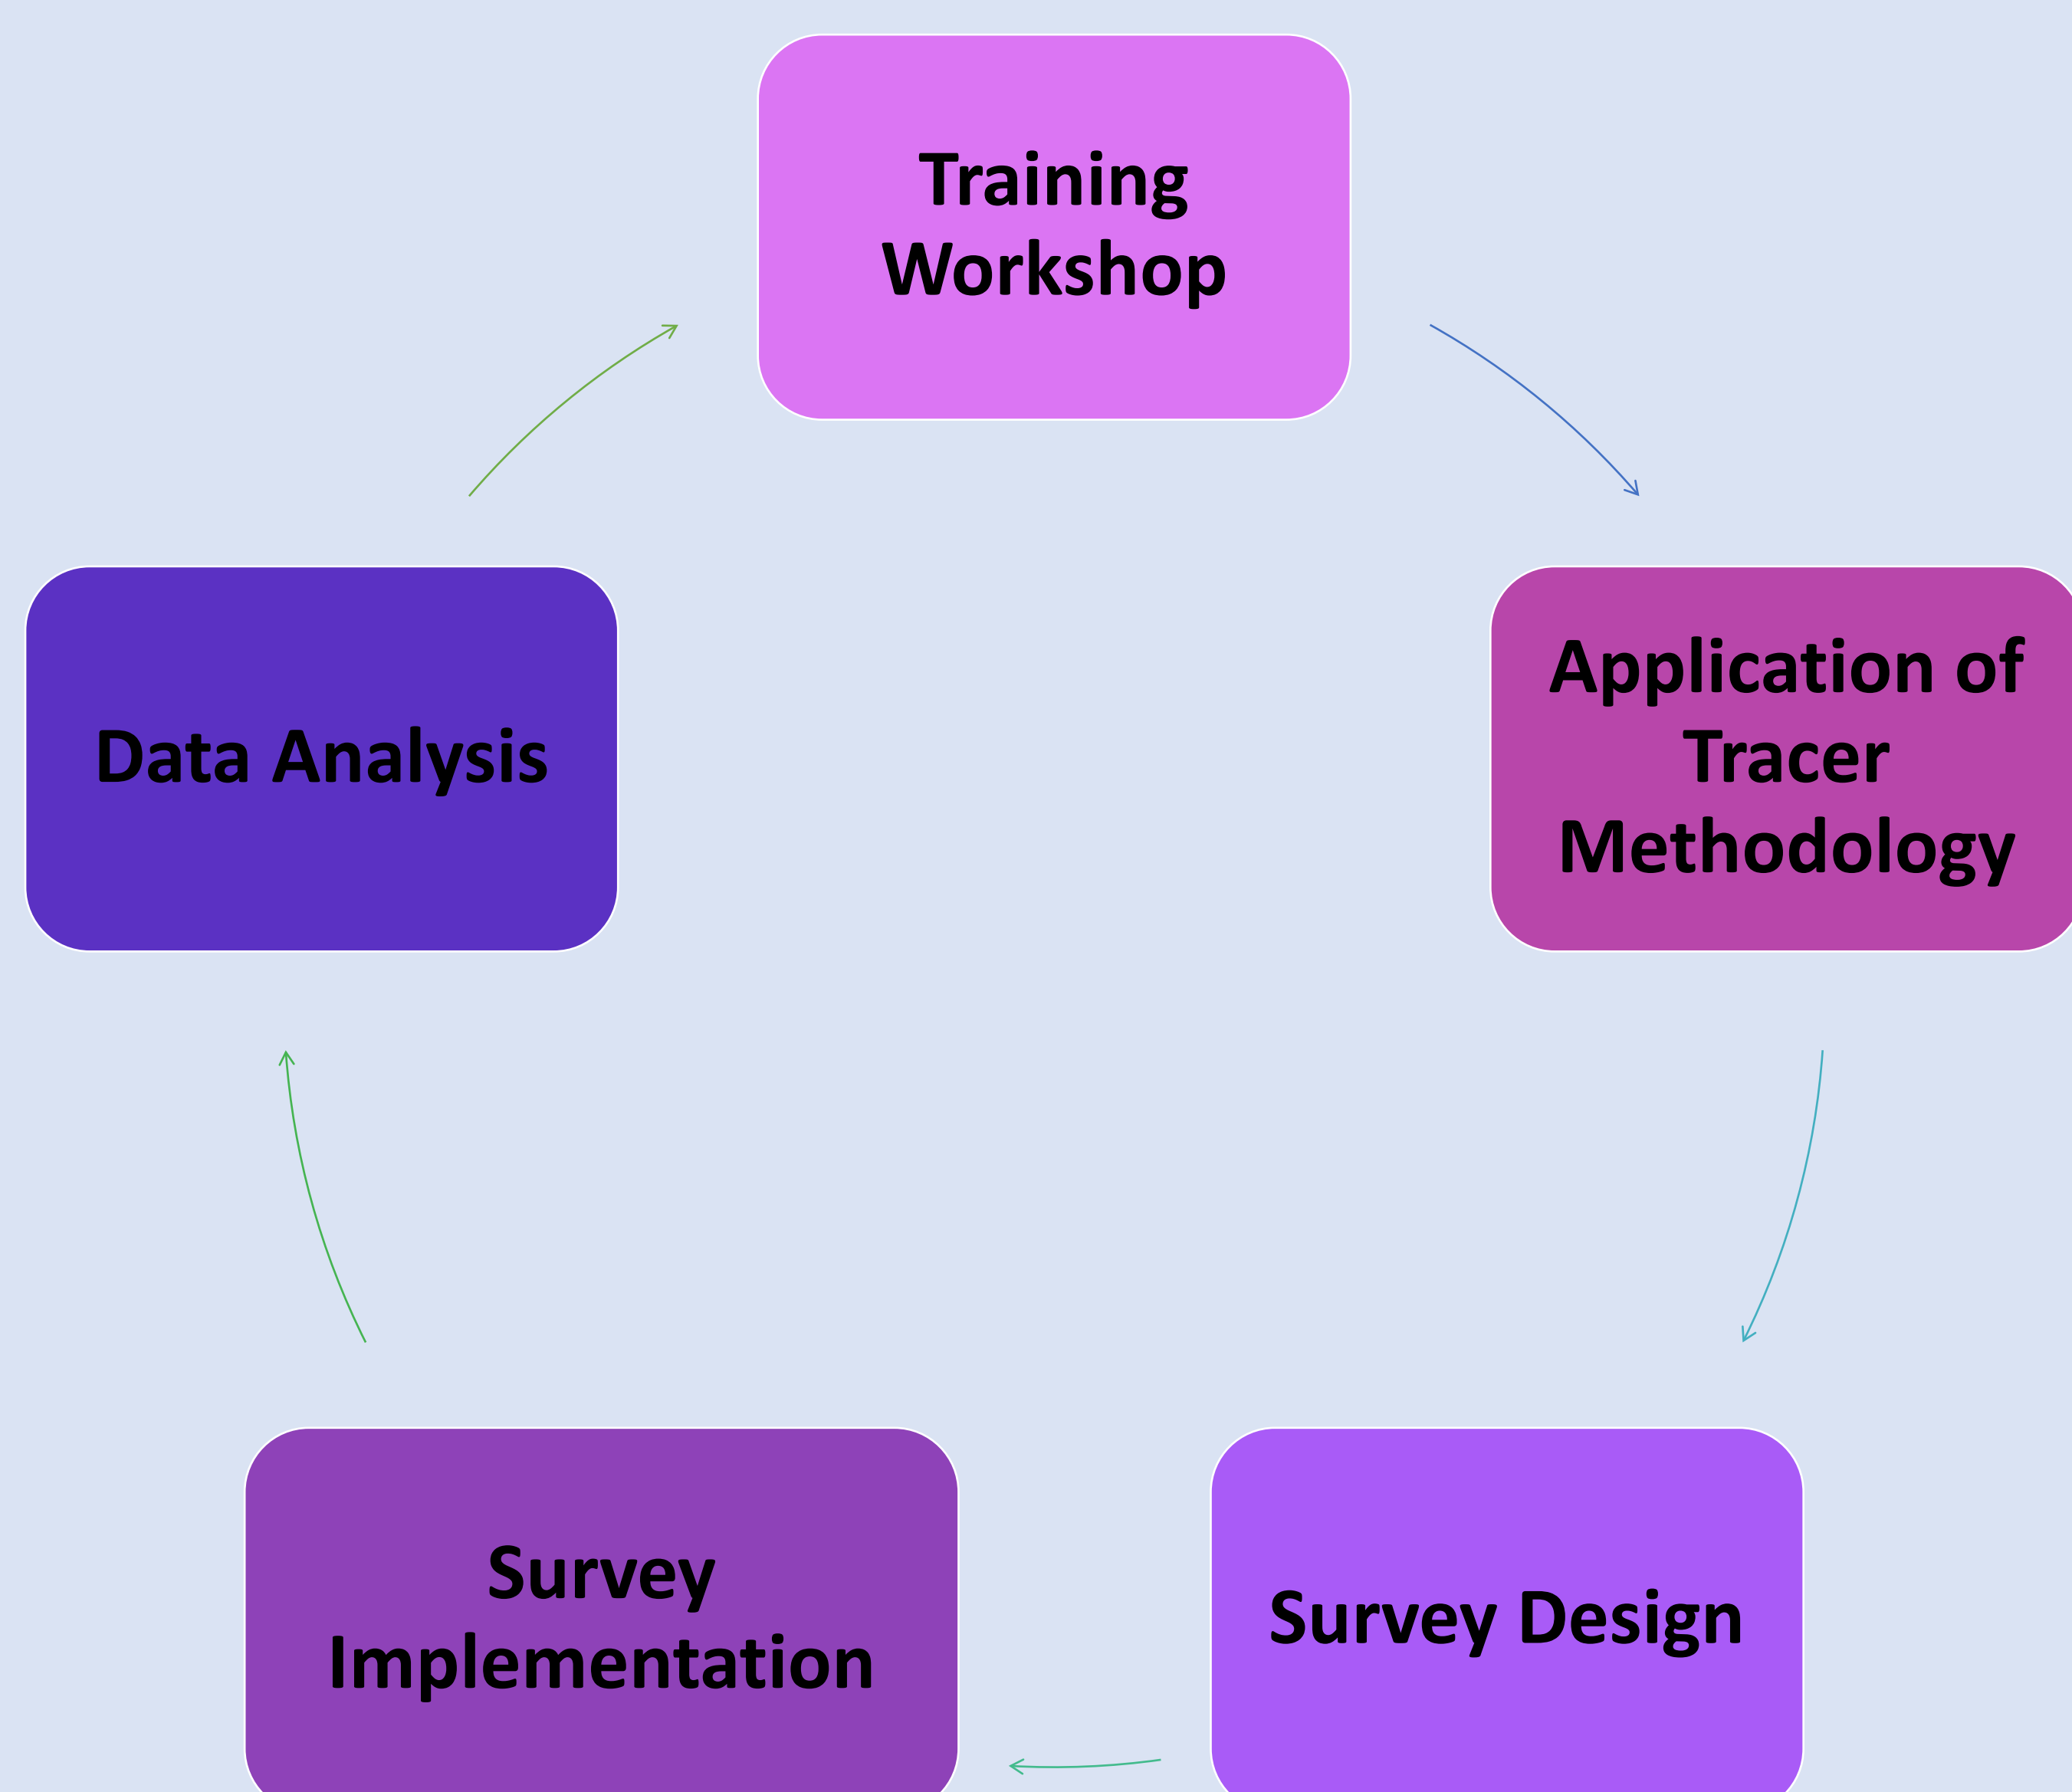 Training
Workshop
Application of
Tracer
Methodology
Survey Design
Survey
Implementation
Data Analysis